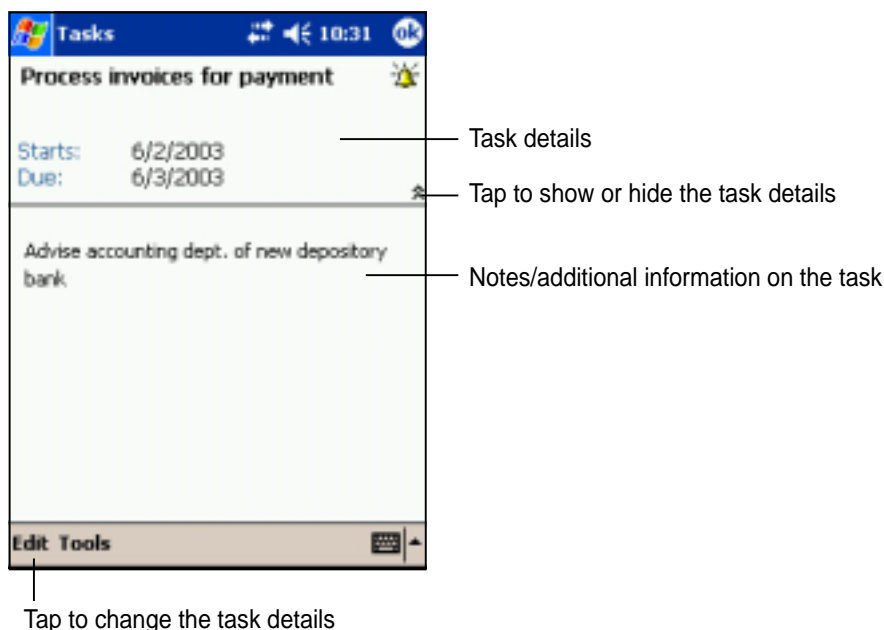 Tasks 10:31 ok
Process invoices for payment
Task details
Starts: 6/2/2003
Due: 6/3/2003
Tap to show or hide the task details
Advise accounting dept. of new depository
bank
Notes/additional information on the task
Edit Tools
Tap to change the task details